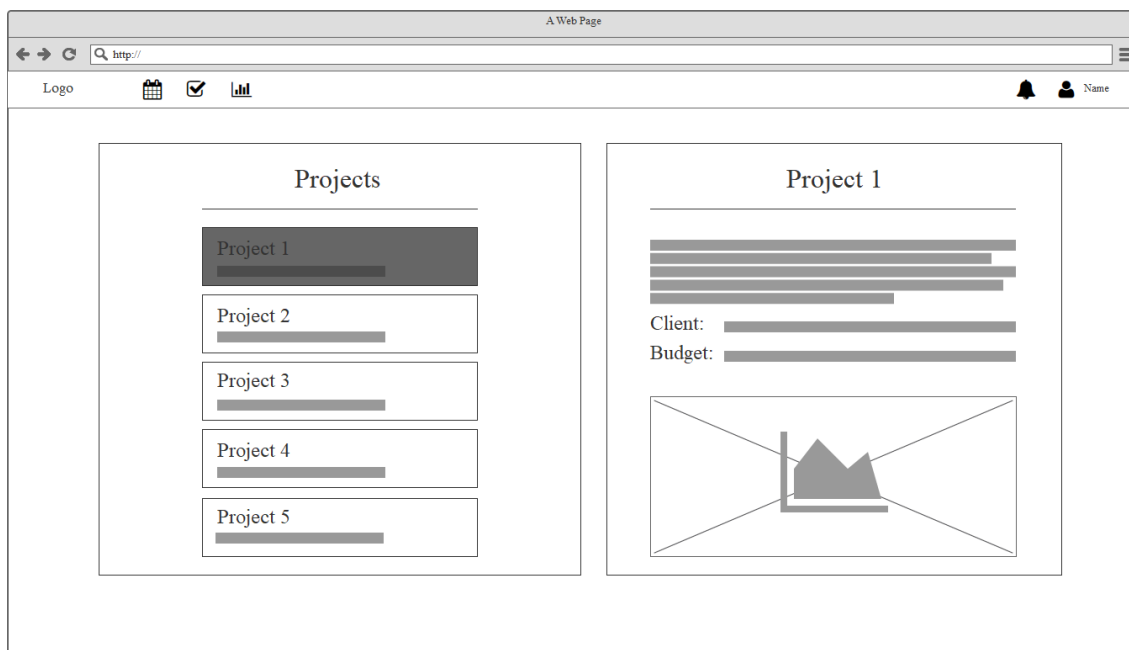 A Web Page
http://
Logo
Name
Projects
Project 1
Project 2
Project 3
Project 4
Project 5
Project 1
Client:
Budget: